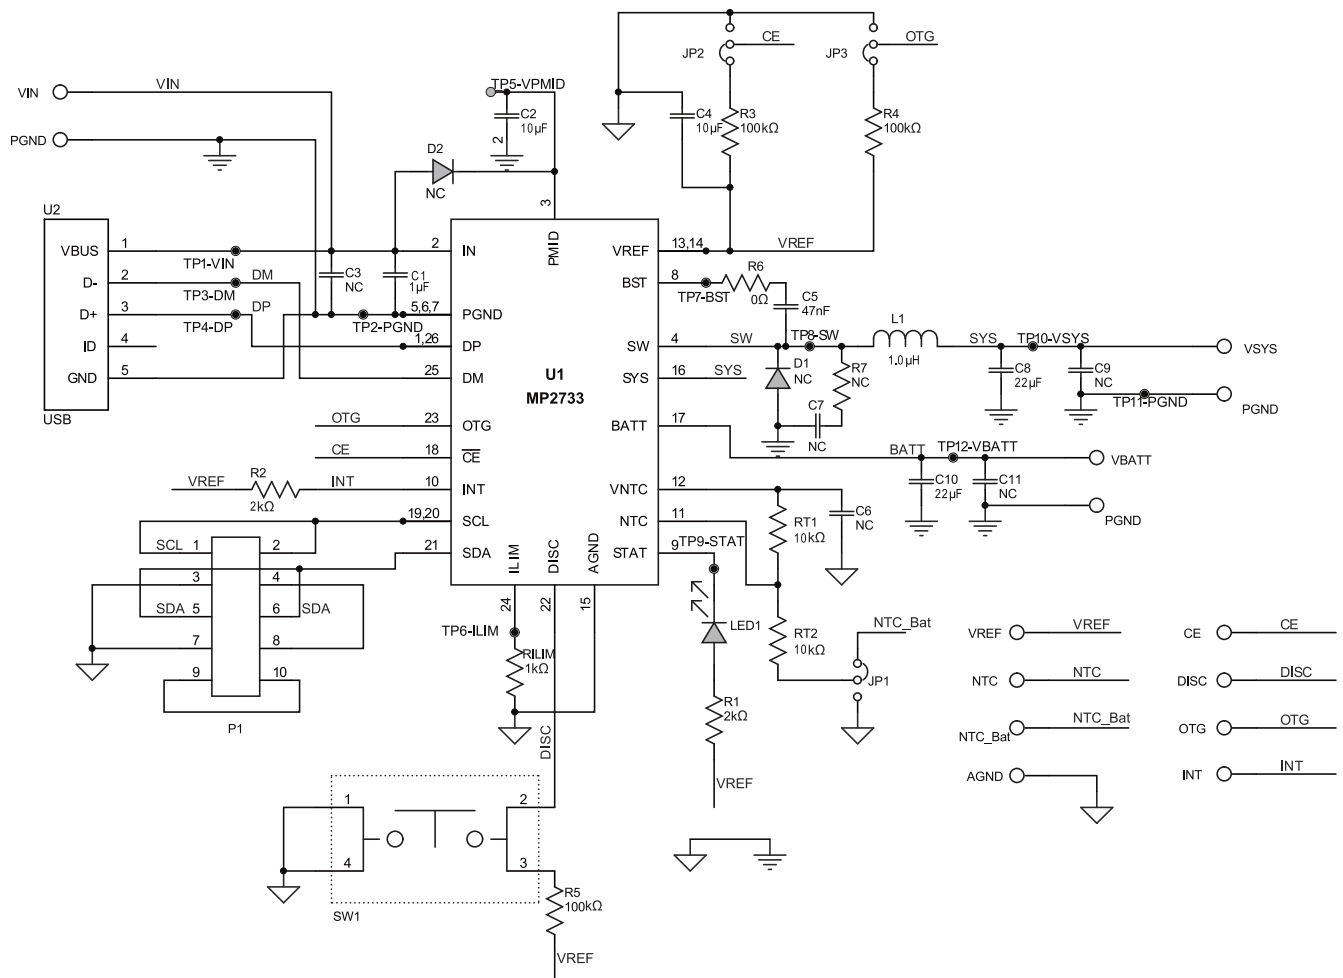 VIN
VIN
PGND
TP5-VPMID
C2
10µF
2
D2
NC
3
PMID
JP2
CE
JP3
OTG
C4
10µF
R3
100kΩ
R4
100kΩ
U2
VBUS
D-
D+
ID
GND
USB
1
2
3
4
5
TP1-VIN
TP3-DM
DM
TP4-DP
DP
C3
NC
C1
1µF
TP2-PGND
2
IN
5,6,7
PGND
1,26
DP
25
DM
23
OTG
OTG
18
CE
CE
10
INT
INT
VREF
R2
2kΩ
19,20
SCL
21
SDA
U1
MP2733
VREF
13,14
VREF
BST
8
TP7-BST
R6
0Ω
C5
47nF
SW
4
SW
TP8-SW
L1
1.0µH
SYS
TP10-VSYS
VSYS
SYS
16
SYS
D1
NC
R7
NC
C7
NC
C8
22µF
C9
NC
TP11-PGND
PGND
BATT
17
BATT
TP12-VBATT
VBATT
C10
22µF
C11
NC
PGND
VNTC
12
NTC
11
STAT
9
TP9-STAT
C6
NC
RT1
10kΩ
RT2
10kΩ
LED1
R1
2kΩ
VREF
NTC_Bat
JP1
SCL
1
2
3
4
SDA
5
6
SDA
7
8
9
10
P1
ILIM
DISC
AGND
24
22
15
TP6-ILIM
RILIM
1kΩ
DISC
1
2
4
3
SW1
R5
100kΩ
VREF
VREF
VREF
NTC
NTC
NTC_Bat
NTC_Bat
AGND
CE
CE
DISC
DISC
OTG
OTG
INT
INT